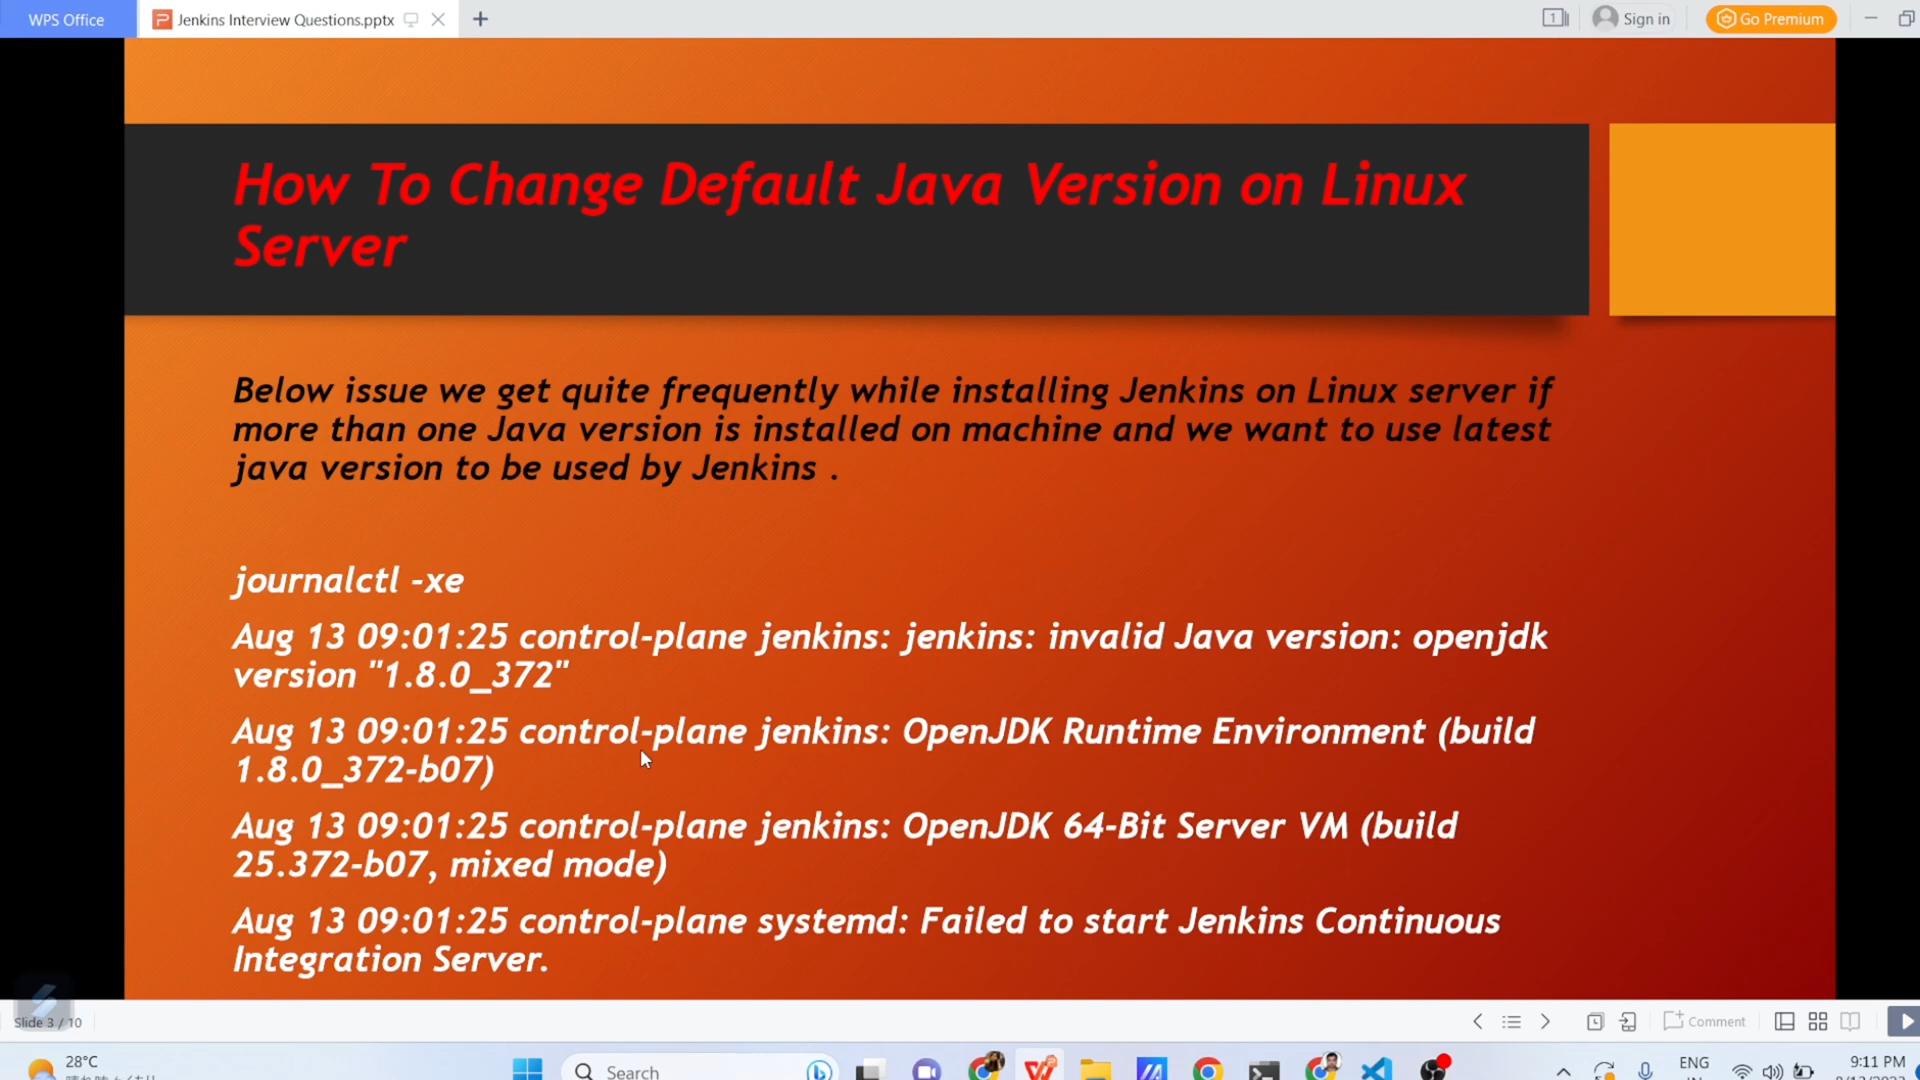 WPS Office
Jenkins Interview Questions.pptx
Sign in
Go Premium
How To Change Default Java Version on Linux
Server
Below issue we get quite frequently while installing Jenkins on Linux server if
more than one Java version is installed on machine and we want to use latest
java version to be used by Jenkins .
journalctl -xe
Aug 13 09:01:25 control-plane jenkins: jenkins: invalid Java version: openjdk
version "1.8.0_372"
Aug 13 09:01:25 control-plane jenkins: OpenJDK Runtime Environment (build
1.8.0_372-b07)
Aug 13 09:01:25 control-plane jenkins: OpenJDK 64-Bit Server VM (build
25.372-b07, mixed mode)
Aug 13 09:01:25 control-plane systemd: Failed to start Jenkins Continuous
Integration Server.
Slide 3 / 10
Comment
28°C
Search
ENG
9:11 PM